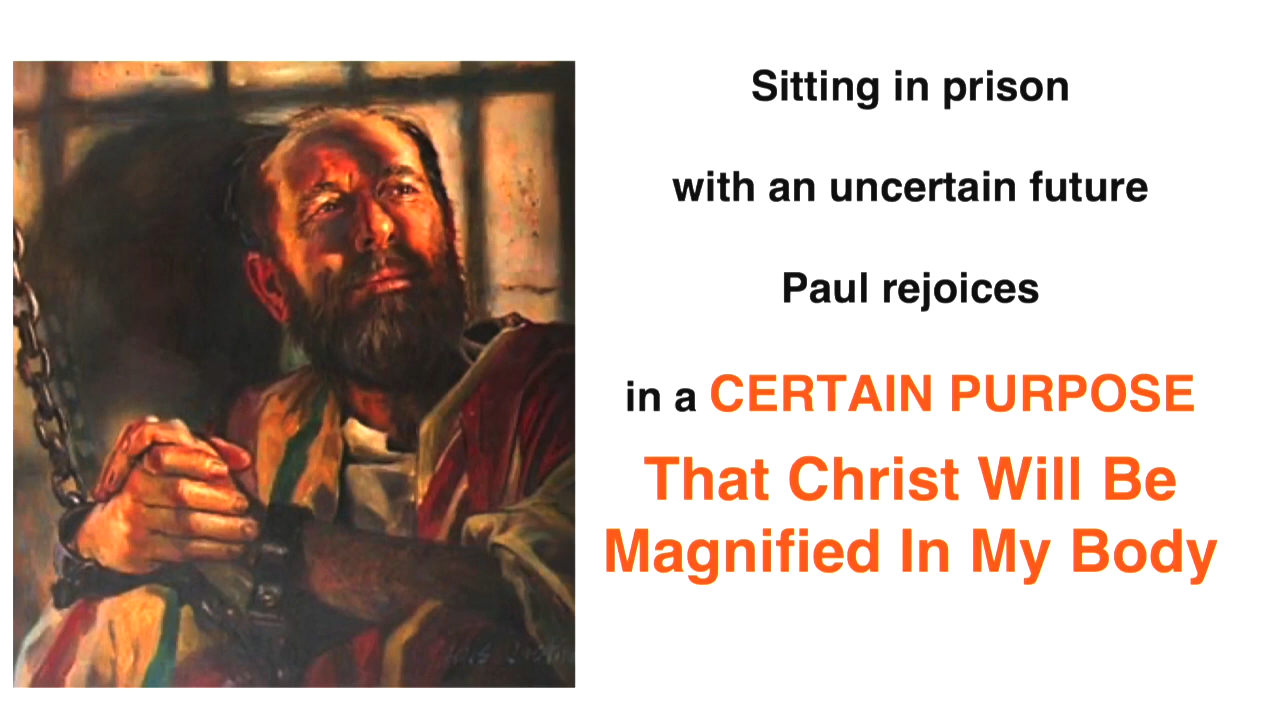 Sitting in prison
with an uncertain future
Paul rejoices
in a CERTAIN PURPOSE
That Christ Will Be
Magnified In My Body